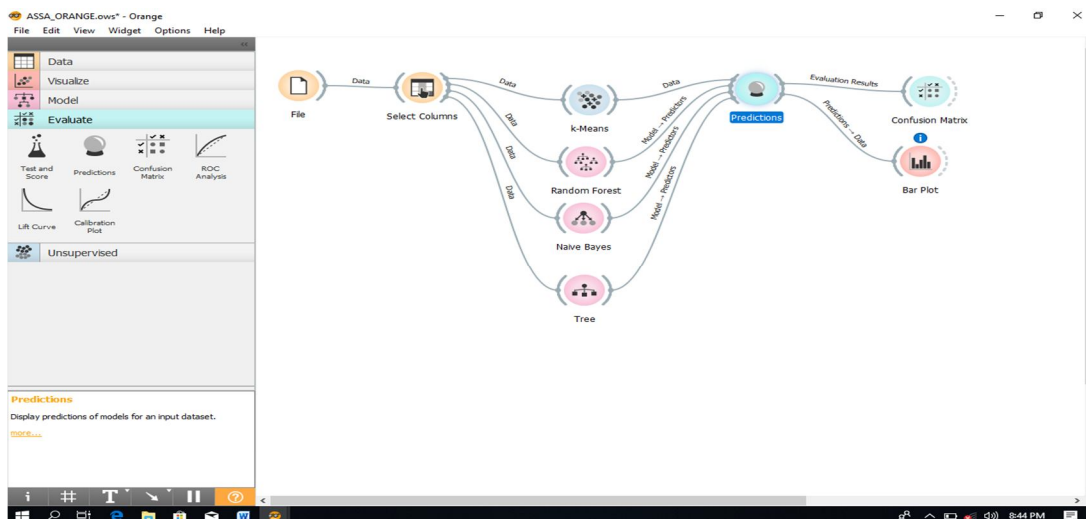 ASSA_ORANGE.ows* - Orange
File Edit View Widget Options Help
Data
Visualize
Model
Evaluate
Test and Score
Predictions
Confusion Matrix
ROC Analysis
Lift Curve
Calibration Plot
Unsupervised
Predictions
Display predictions of models for an input dataset.
more...
File
Data
Select Columns
Data
Data
Data
Data
k-Means
Random Forest
Naive Bayes
Tree
Data
Model → Predictors
Model → Predictors
Model → Predictors
Predictions
Evaluation Results
Predictions → Data
Confusion Matrix
Bar Plot
8:44 PM